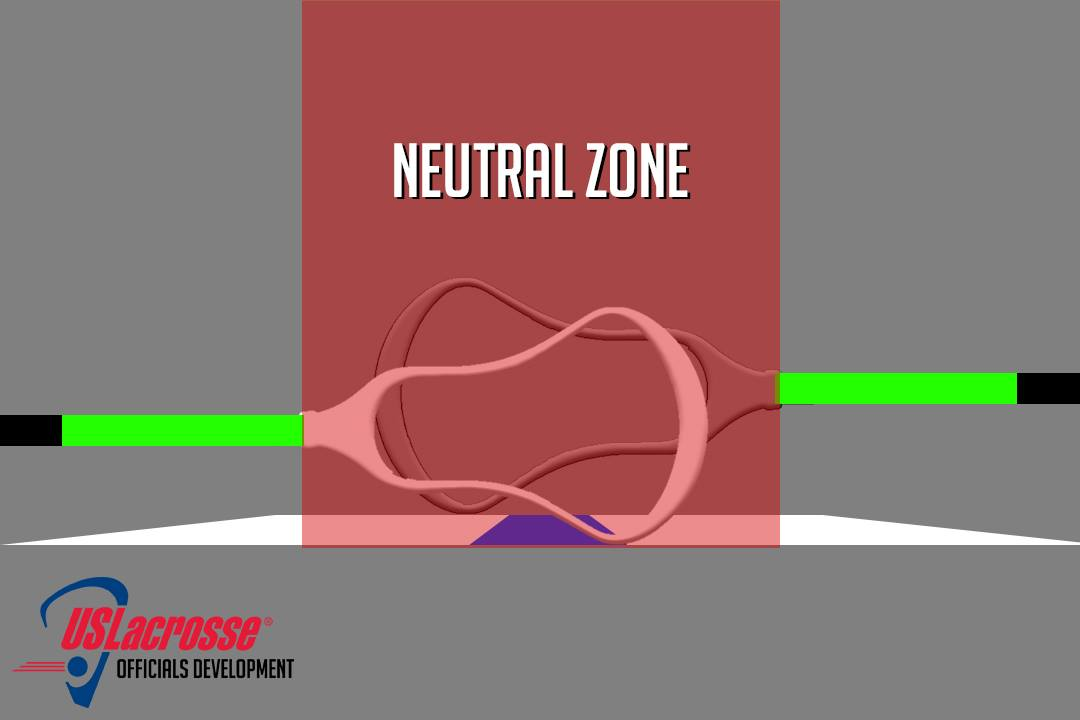 NEUTRAL ZONE
USLacrosse®
OFFICIALS DEVELOPMENT